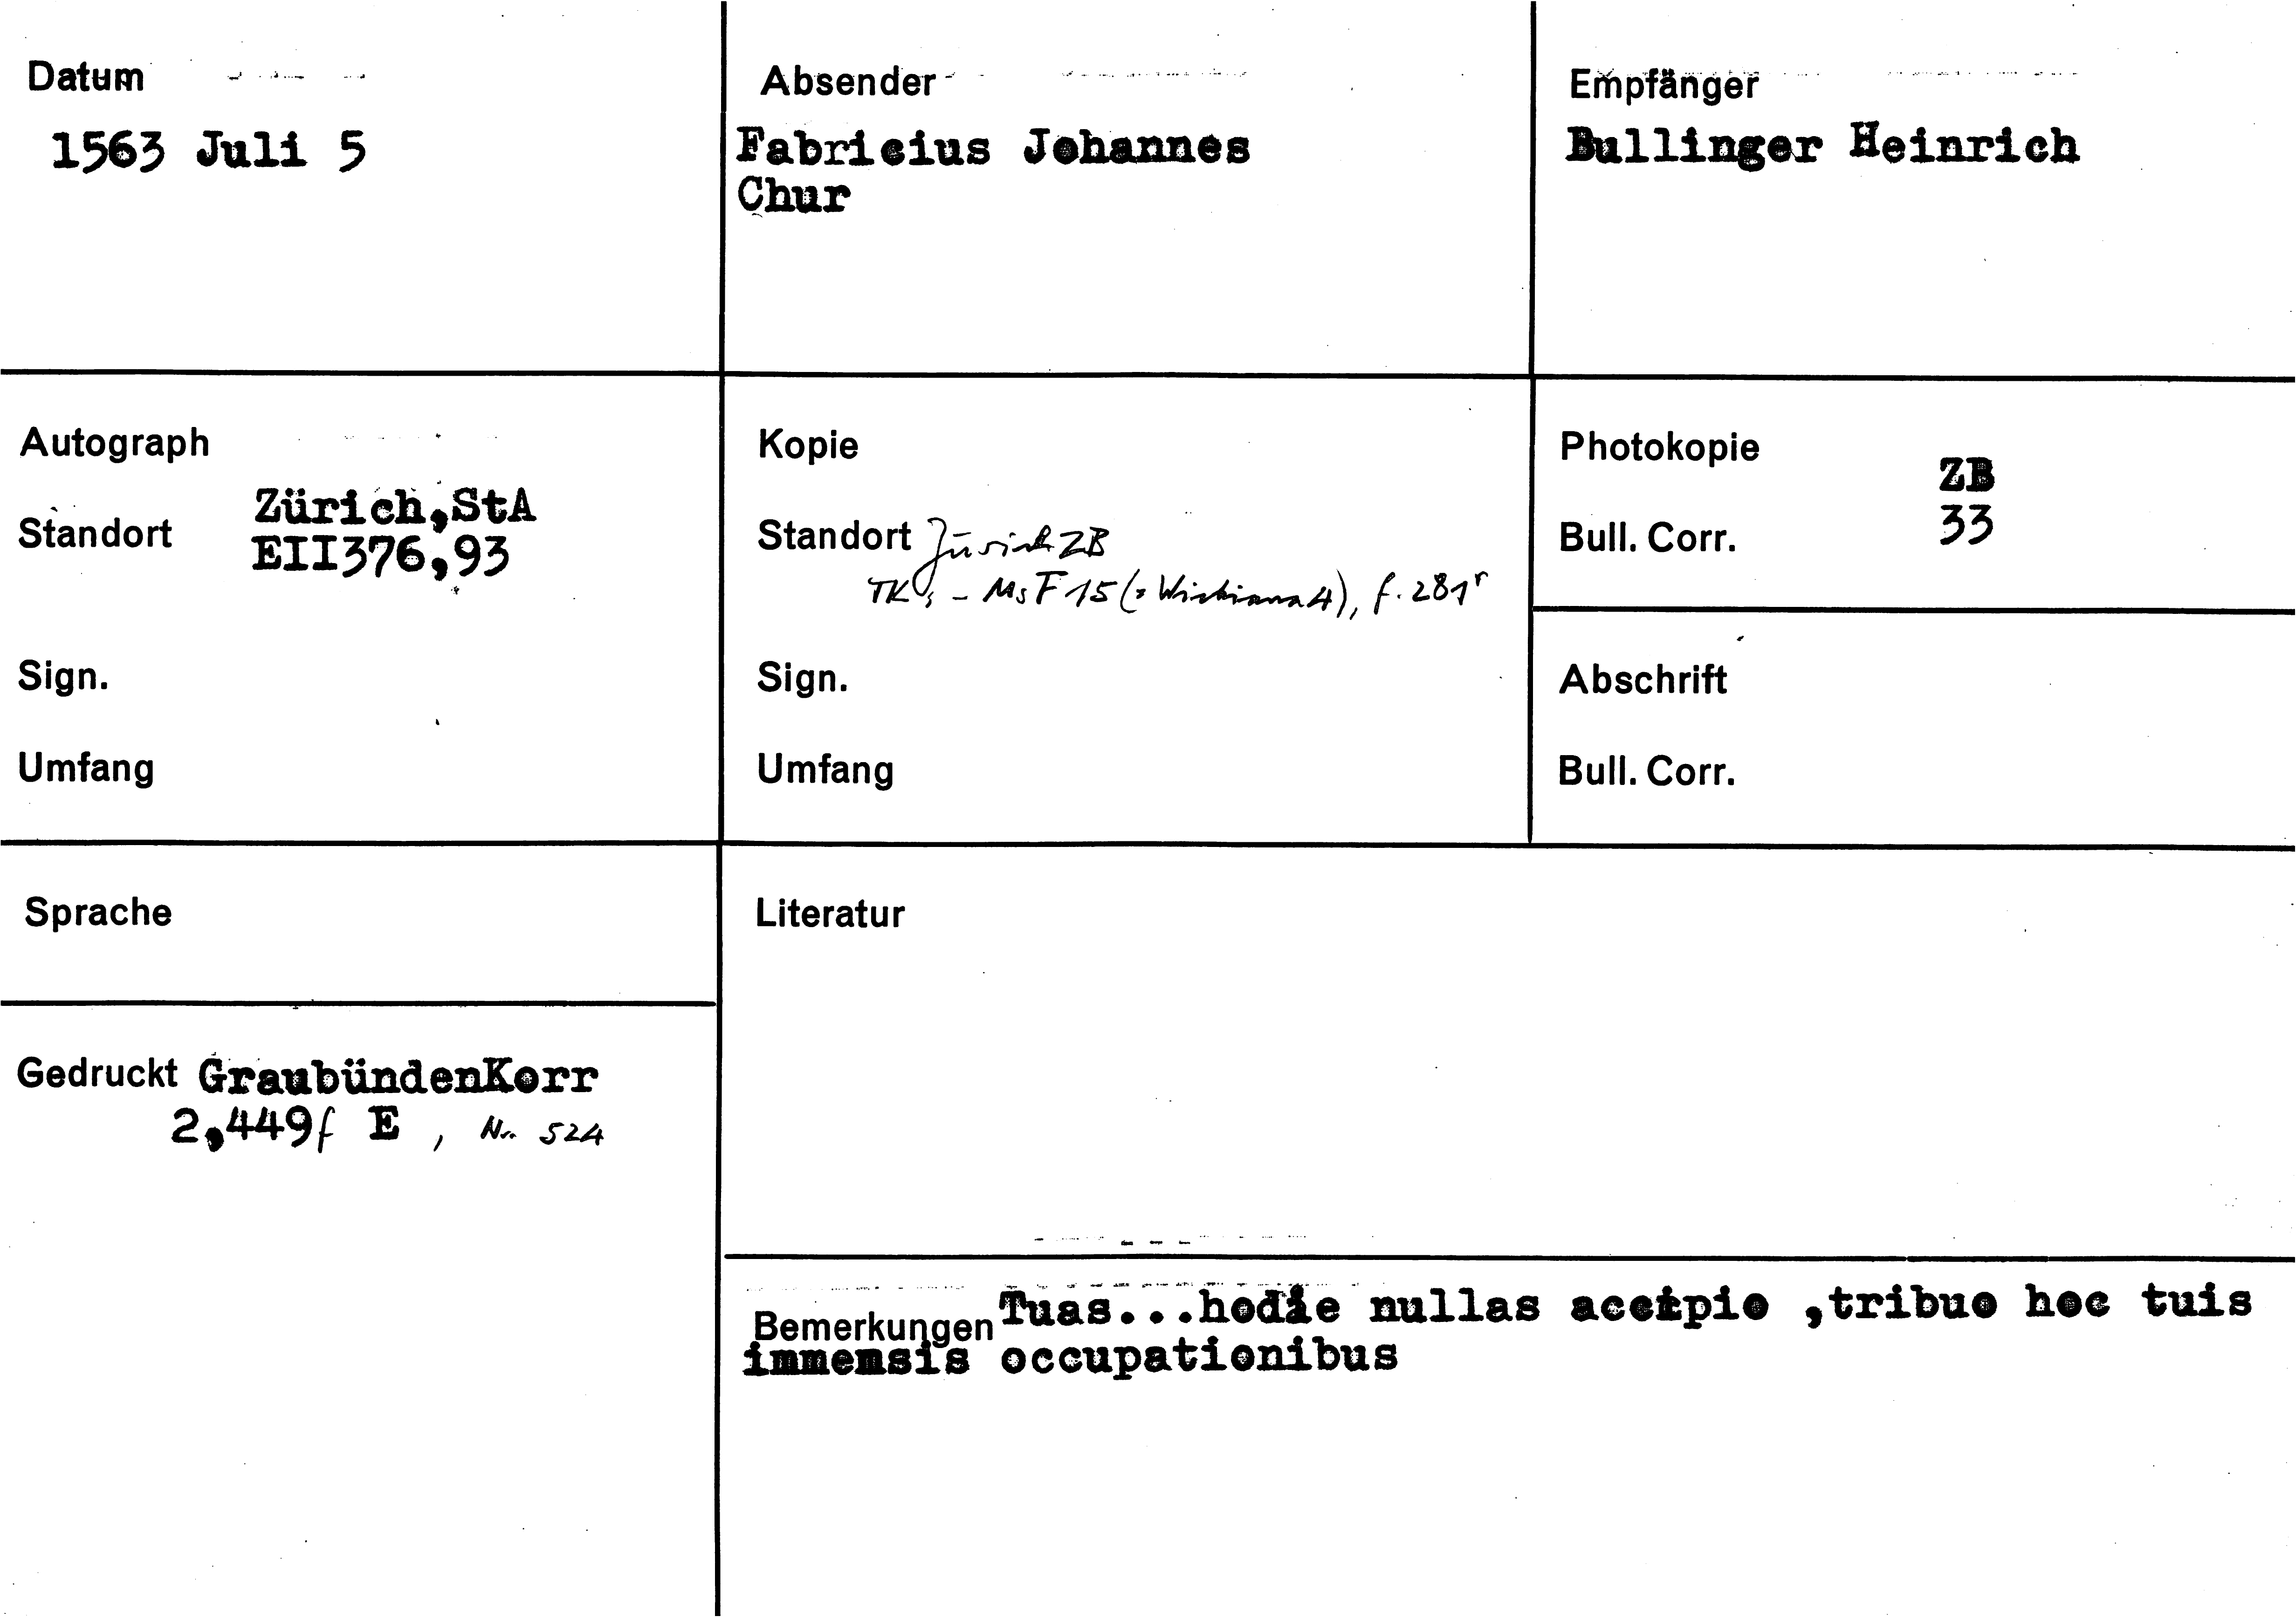 Datum
1563 Juli 5
Absender
Fabricius Johannes
Chur
Empfänger
Bullinger Heinrich
Autograph
Standort Zürich,StA
EII376,93
Sign.
Umfang
Kopie
Standort Zürich ZB
TK, - Ms F 15 (= Wickiana 4), f. 281r
Sign.
Umfang
Photokopie ZB
Bull. Corr. 33
Abschrift
Bull. Corr.
Sprache
Gedruckt GraubündenKorr
2,449f E , Nr. 524
Literatur
Bemerkungen Tuas...hodie nullas accipio ,tribuo hoc tuis
immensis occupationibus